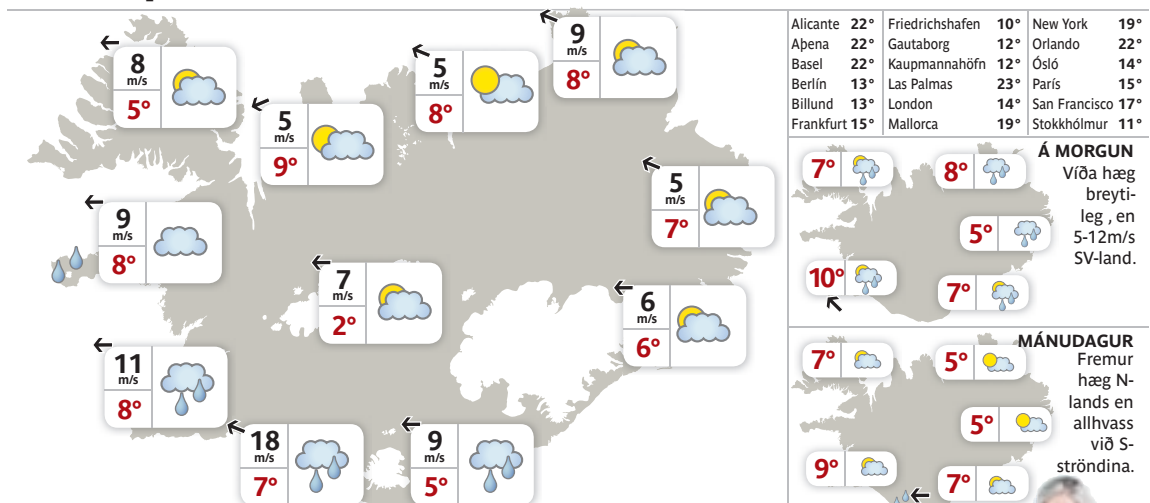 8
m/s
5°
5
m/s
9°
5
m/s
8°
9
m/s
8°
9
m/s
8°
5
m/s
7°
7
m/s
2°
6
m/s
6°
11
m/s
8°
18
m/s
7°
9
m/s
5°
Alicante 22°
Aþena 22°
Basel 22°
Berlín 13°
Billund 13°
Frankfurt 15°
Friedrichshafen 10°
Gautaborg 12°
Kaupmannahöfn 12°
Las Palmas 23°
London 14°
Mallorca 19°
New York 19°
Orlando 22°
Ósló 14°
París 15°
San Francisco 17°
Stokkhólmur 11°
Á MORGUN
Víða hæg
breyti-
leg , en
5-12m/s
SV-land.
7°
8°
5°
10°
7°
MÁNUDAGUR
Fremur
hæg N-
lands en
allhvass
við S-
ströndina.
7°
5°
5°
9°
7°